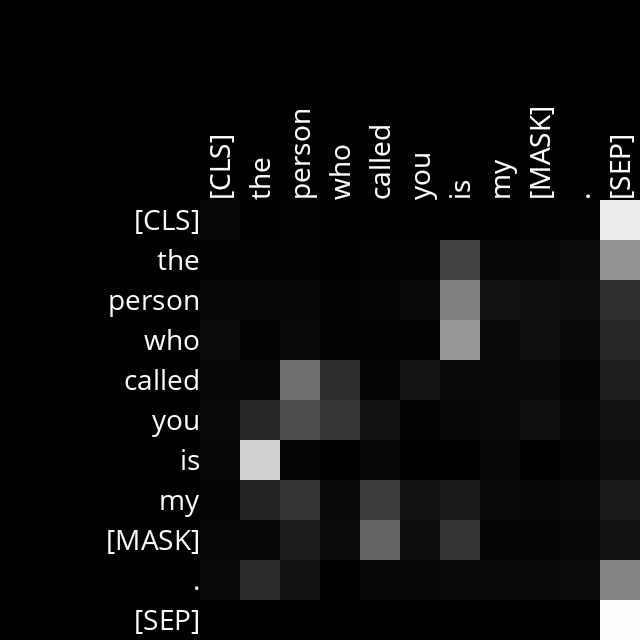 [CLS] the person who called you is my [MASK] . [SEP]
[CLS]
the
person
who
called
you
is
my
[MASK]
.
[SEP]